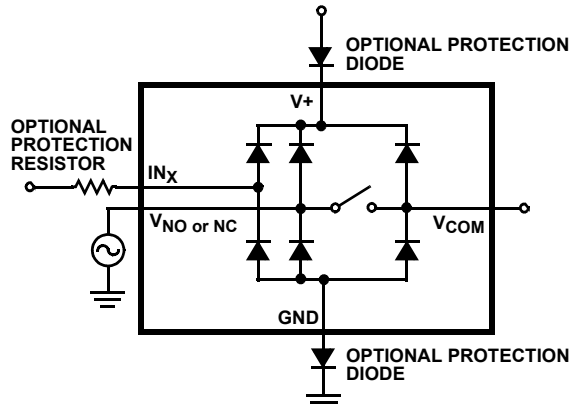 OPTIONAL PROTECTION
DIODE
V+
OPTIONAL
PROTECTION
RESISTOR
INX
VNO or NC
VCOM
GND
OPTIONAL PROTECTION
DIODE